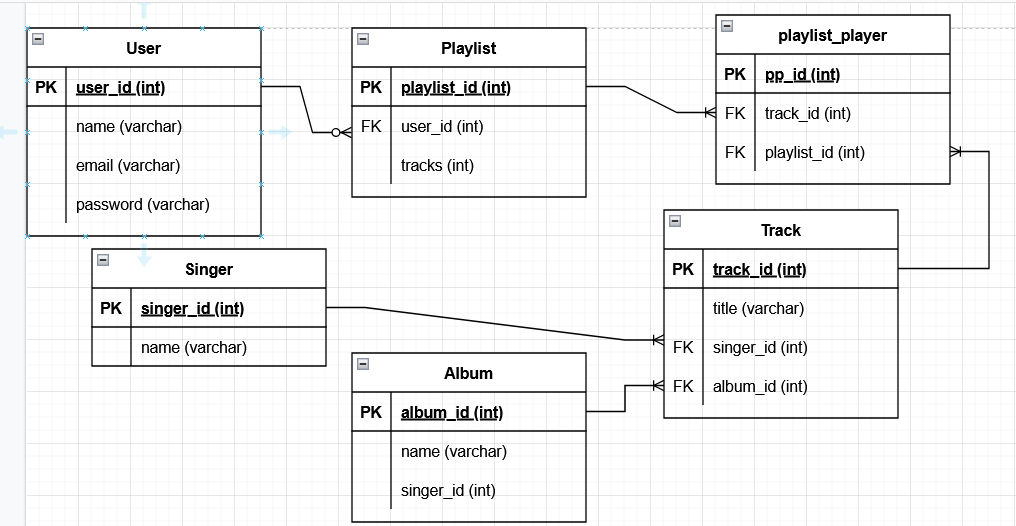 User
PK user_id (int)
name (varchar)
email (varchar)
password (varchar)
Playlist
PK playlist_id (int)
FK user_id (int)
tracks (int)
playlist_player
PK pp_id (int)
FK track_id (int)
FK playlist_id (int)
Singer
PK singer_id (int)
name (varchar)
Track
PK track_id (int)
title (varchar)
FK singer_id (int)
FK album_id (int)
Album
PK album_id (int)
name (varchar)
singer_id (int)